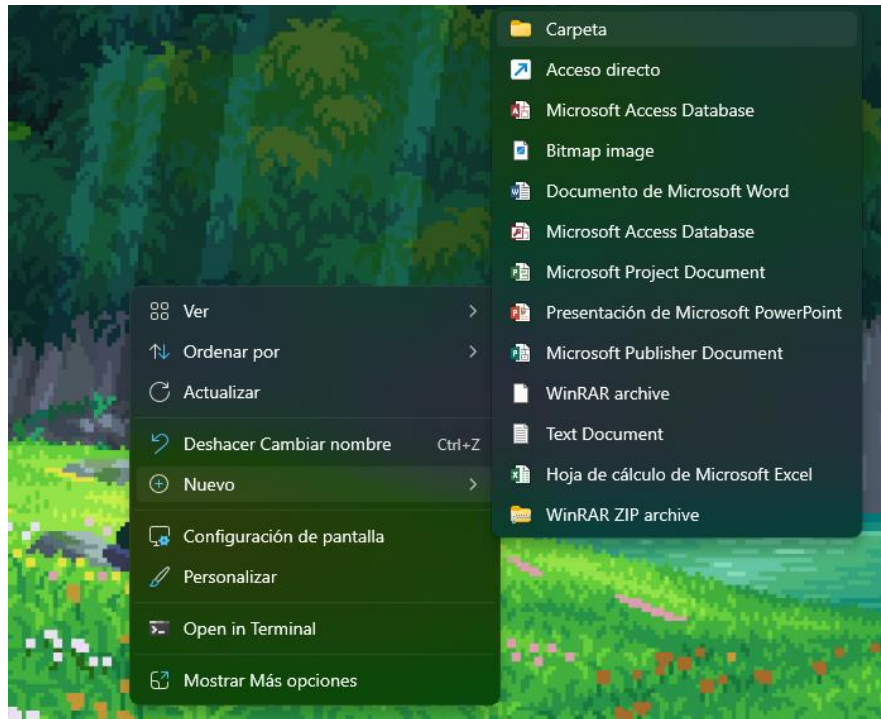 Carpeta
Acceso directo
Microsoft Access Database
Bitmap image
Documento de Microsoft Word
Microsoft Access Database
Microsoft Project Document
Presentación de Microsoft PowerPoint
Microsoft Publisher Document
WinRAR archive
Text Document
Hoja de cálculo de Microsoft Excel
WinRAR ZIP archive
Ver
Ordenar por
Actualizar
Deshacer Cambiar nombre Ctrl+Z
Nuevo
Configuración de pantalla
Personalizar
Open in Terminal
Mostrar Más opciones